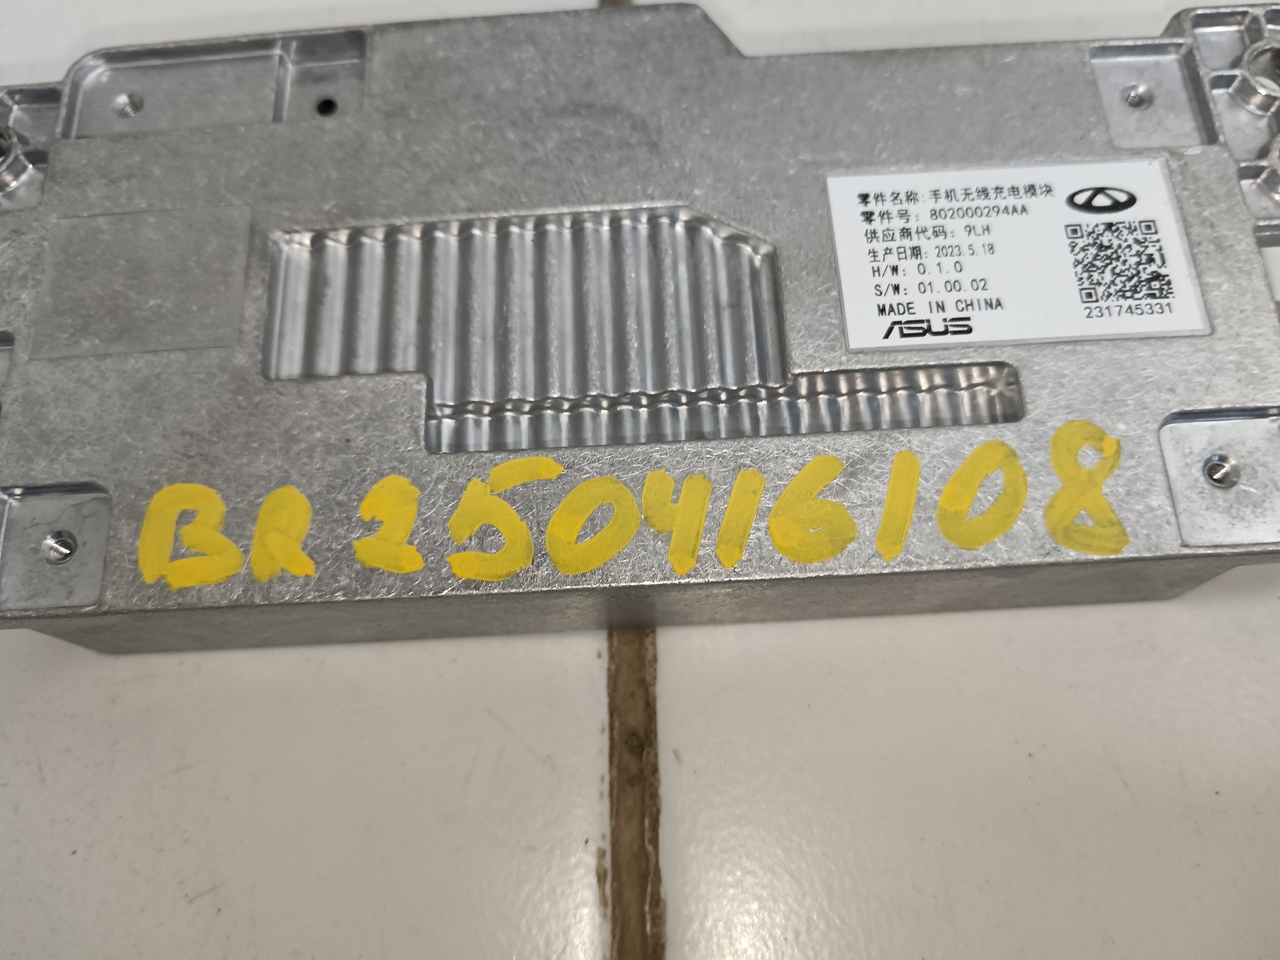 零件名称: 手机无线充电模块
零件号: 802000294AA
供应商代码: 9LH
生产日期: 2023.5.18
H/W: 0.1.0
S/W: 01.00.02
MADE IN CHINA
ASUS
231745331
BR250416108